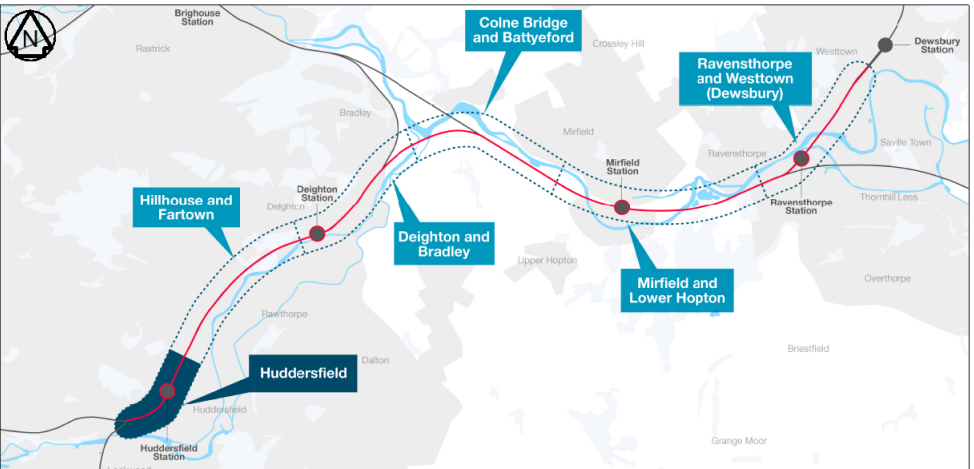 Brighouse
Station
N
Rastrick
Colne Bridge
and Battyeford
Crossley Hill
Westtown
Dewsbury
Station
Ravensthorpe
and Westtown
(Dewsbury)
Bradley
Mirfield
Ravensthorpe
Saville Town
Mirfield
Station
Deighton
Station
Deighton
Hillhouse and
Fartown
Ravensthorpe
Station
Thornhill Lees
Deighton and
Bradley
Upper Hopton
Mirfield and
Lower Hopton
Overthorpe
Rawthorpe
Briestfield
Dalton
Huddersfield
Huddersfield
Grange Moor
Huddersfield
Station